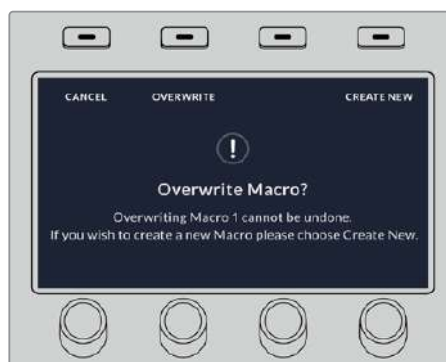 CANCEL OVERWRITE CREATE NEW
!
Overwrite Macro?
Overwriting Macro 1 cannot be undone.
If you wish to create a new Macro please choose Create New.